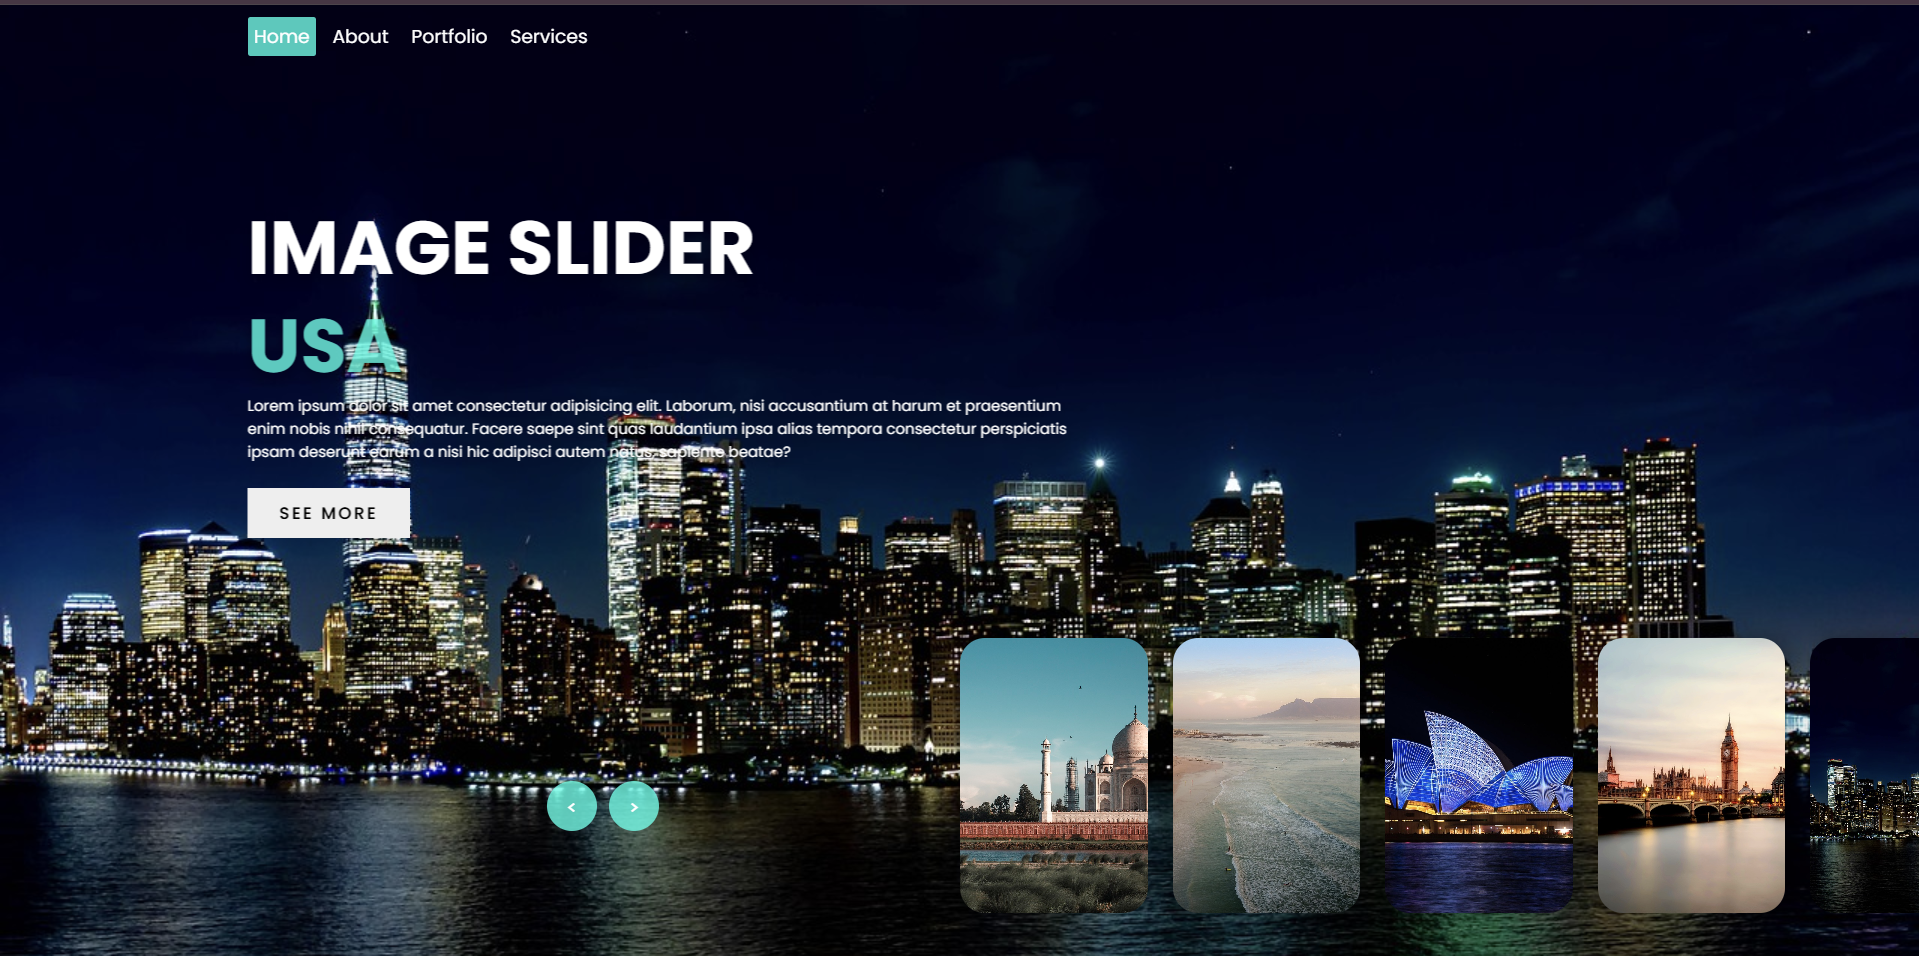 Home About Portfolio Services
IMAGE SLIDER
USA
Lorem ipsum dolor sit amet consectetur adipisicing elit. Laborum, nisi accusantium at harum et praesentium
enim nobis nihil consequatur. Facere saepe sint quas laudantium ipsa alias tempora consectetur perspiciatis
ipsam deserunt earum a nisi hic adipisci autem natus, sapiente beatae?
SEE MORE
< >